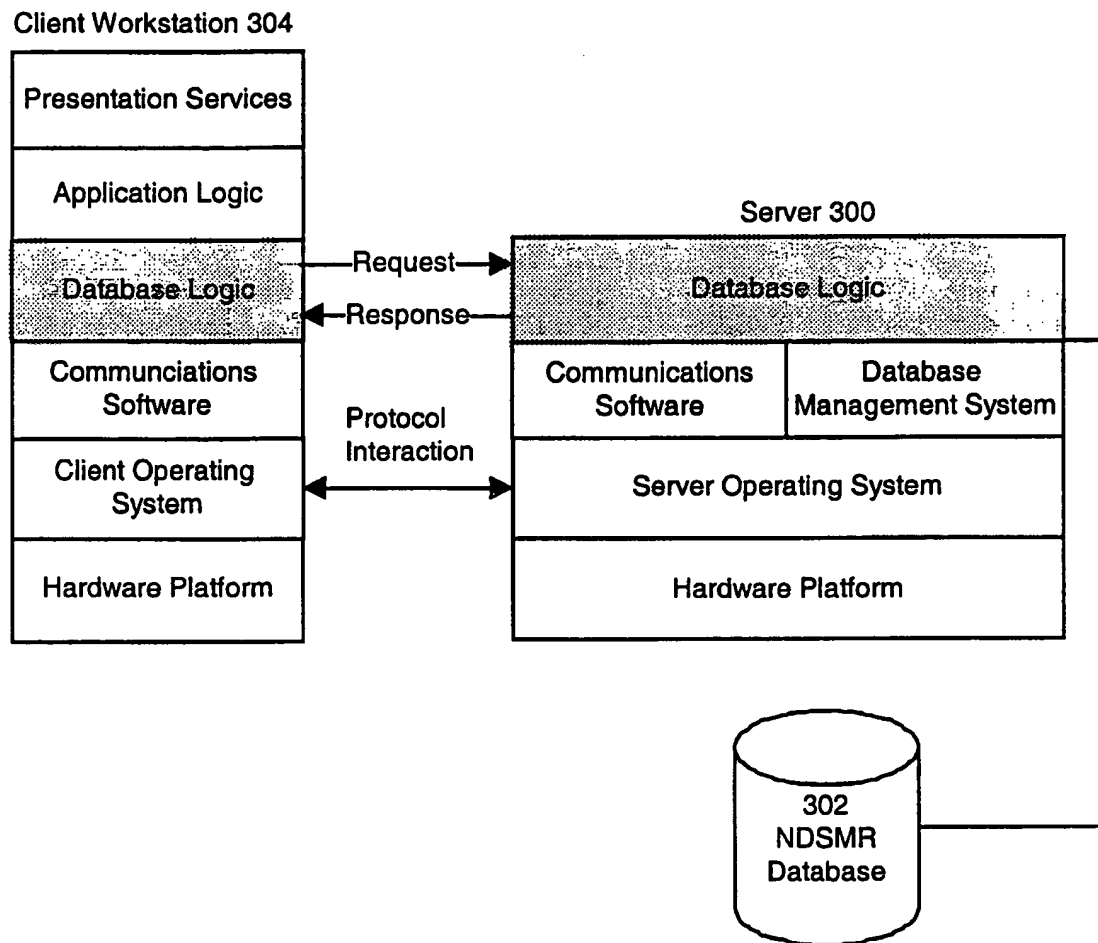 Client Workstation 304
Presentation Services
Application Logic
Database Logic
Communciations
Software
Client Operating
System
Hardware Platform
Request
Response
Protocol
Interaction
Server 300
Database Logic
Communications
Software
Database
Management System
Server Operating System
Hardware Platform
302
NDSMR
Database